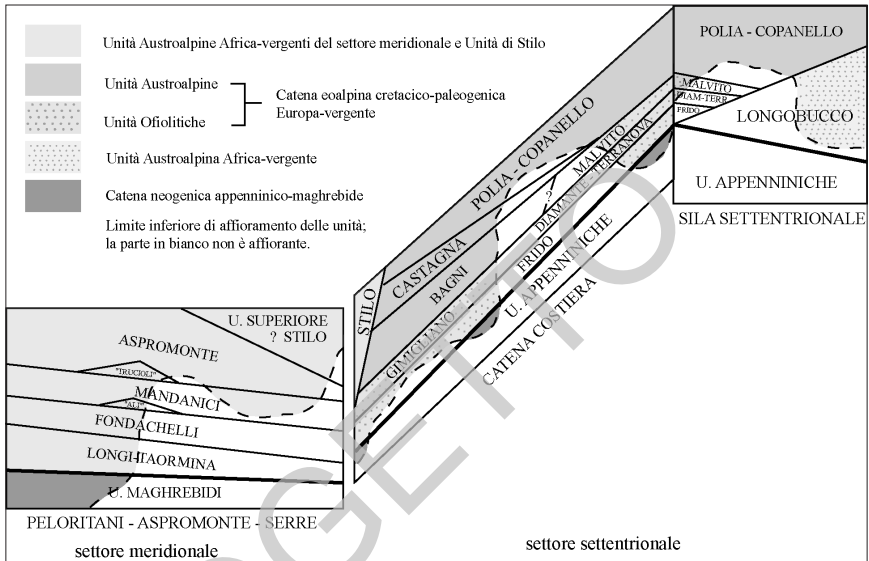 Unità Austroalpine Africa-vergenti del settore meridionale e Unità di Stilo
Unità Austroalpine
Unità Ofiolitiche
Catena eoalpina cretacico-paleogenica
Europa-vergente
Unità Austroalpina Africa-vergente
Catena neogenica appenninico-maghrebide
Limite inferiore di affioramento delle unità;
la parte in bianco non è affiorante.
POLIA - COPANELLO
MALVITO
DIAM-TERR.
FRIDO
LONGOBUCCO
U. APPENNINICHE
SILA SETTENTRIONALE
POLIA - COPANELLO
STILO
CASTAGNA
BAGNI
MALVITO
?
DIAMANTE-TERRANOVA
FRIDO
GIMIGLIANO
U. APPENNINICHE
CATENA COSTIERA
U. SUPERIORE
? STILO
ASPROMONTE
"TRUCIOLI"
MANDANICI
"ALI"
FONDACHELLI
LONGI-TAORMINA
U. MAGHREBIDI
PELORITANI - ASPROMONTE - SERRE
settore meridionale
settore settentrionale